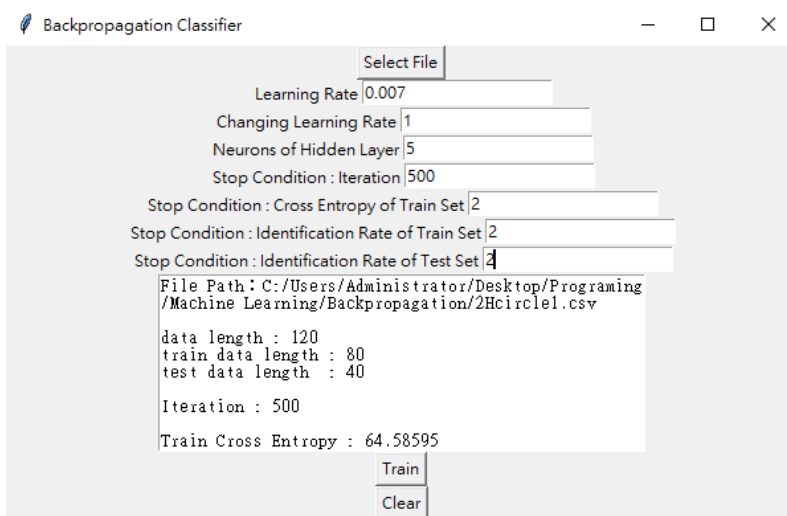 Backpropagation Classifier
Select File
Learning Rate 0.007
Changing Learning Rate 1
Neurons of Hidden Layer 5
Stop Condition : Iteration 500
Stop Condition : Cross Entropy of Train Set 2
Stop Condition : Identification Rate of Train Set 2
Stop Condition : Identification Rate of Test Set 2
File Path：C:/Users/Administrator/Desktop/Programing
/Machine Learning/Backpropagation/2Hcircle1.csv
data length : 120
train data length : 80
test data length  : 40
Iteration : 500
Train Cross Entropy : 64.58595
Train
Clear